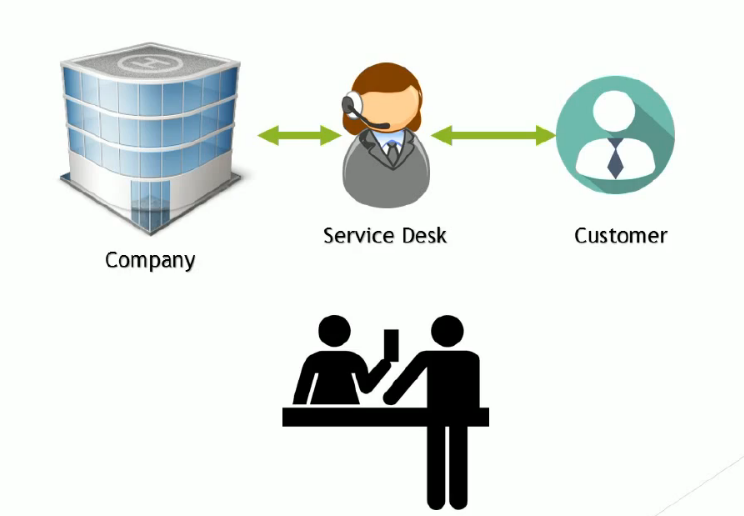 H
Service Desk
Customer
Company